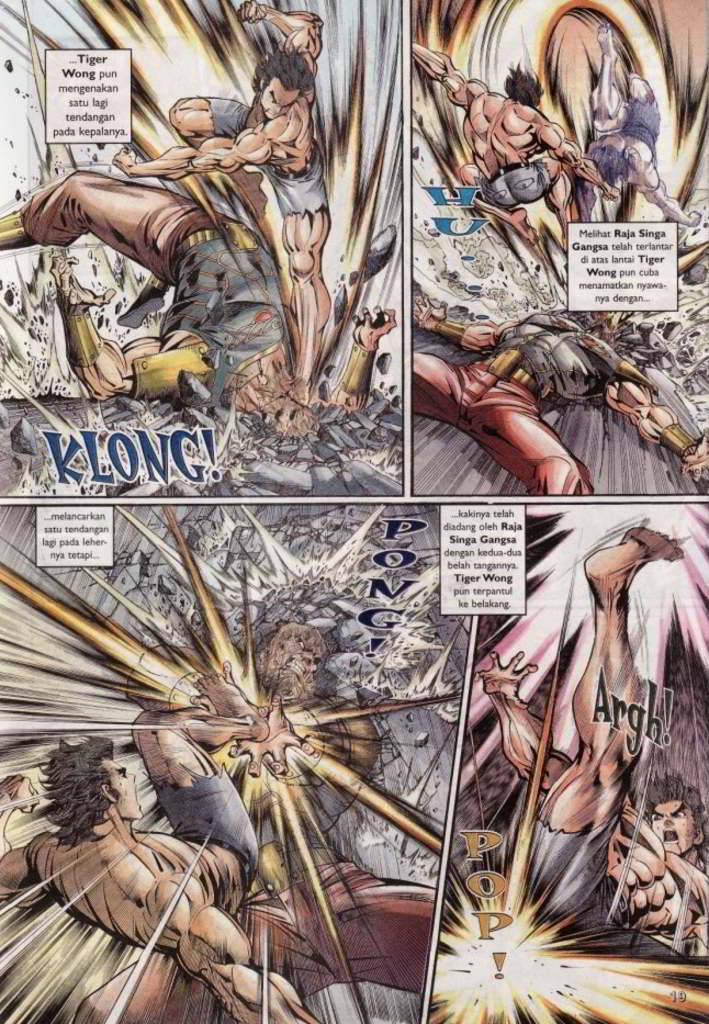 ...Tiger
Wong pun
mengenakan
satu lagi
tendangan
pada kepalanya.
KLONG!
HU...
Melihat Raja Singa
Gangsa telah terlantar
di atas lantai Tiger
Wong pun cuba
menamatkan nyawa-
nya dengan...
...melancarkan
satu tendangan
lagi pada leher-
nya tetapi...
PONG!
...kakinya telah
diadang oleh Raja
Singa Gangsa
dengan kedua-dua
belah tangannya.
Tiger Wong
pun terpantul
ke belakang.
Argh!
POP!
19